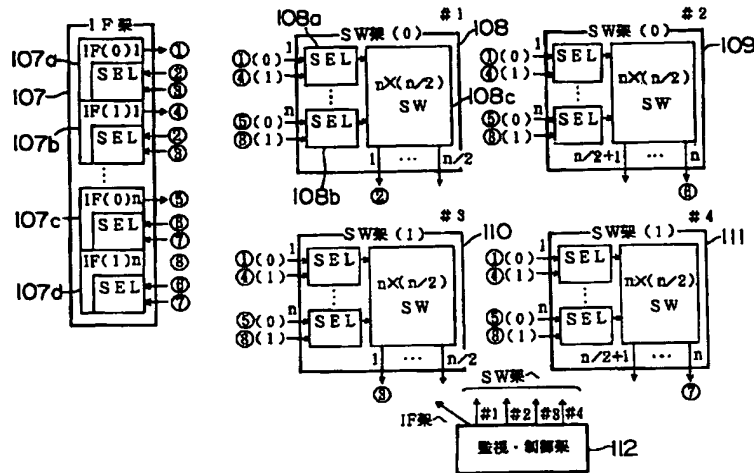 IF架
107a
107
107b
107c
107d
IF(0)1 ①
SEL ②
③
IF(1)1 ④
SEL ②
③
IF(0)n ⑤
SEL ⑥
⑦
IF(1)n ⑧
SEL ⑥
⑦
#1
108a
108
SW架(0)
①(0) 1
④(1)
SEL
n×(n/2)
SW
108c
⑤(0) n
⑧(1)
SEL
108b
1 ... n/2
②
#2
109
SW架(0)
①(0) 1
④(1)
SEL
n×(n/2)
SW
⑤(0) n
⑧(1)
SEL
n/2+1 ... n
⑥
#3
110
SW架(1)
①(0) 1
④(1)
SEL
n×(n/2)
SW
⑤(0) n
⑧(1)
SEL
1 ... n/2
③
#4
111
SW架(1)
①(0) 1
④(1)
SEL
n×(n/2)
SW
⑤(0) n
⑧(1)
SEL
n/2+1 ... n
⑦
SW架へ
IF架へ
#1 #2 #3 #4
監視・制御架
112